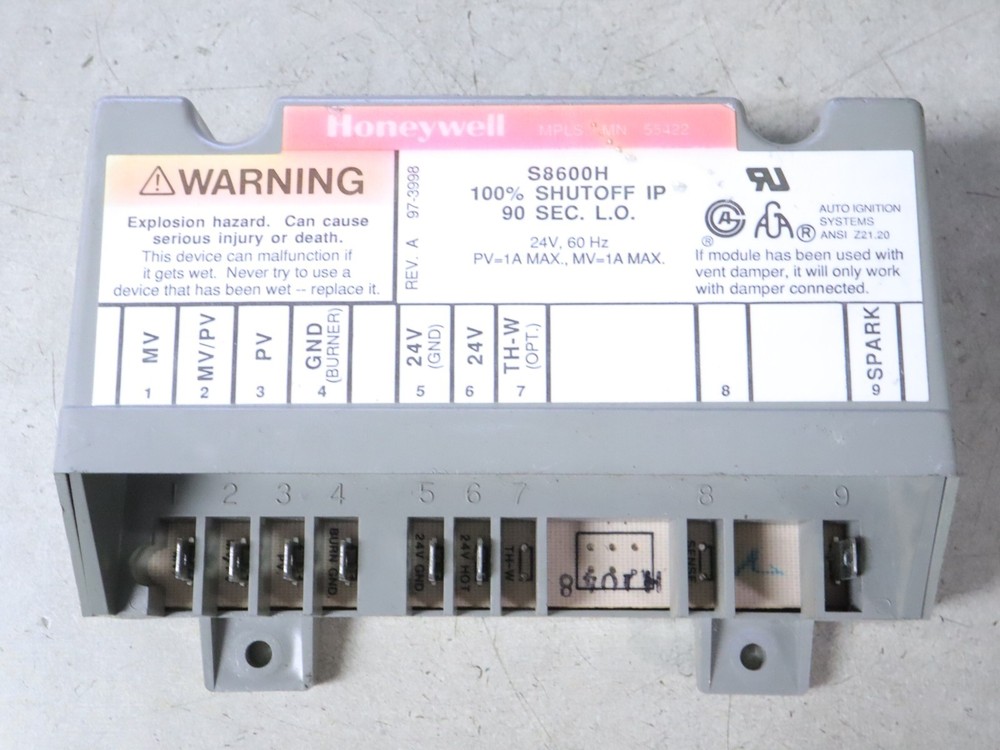 Honeywell MPLS MN 55422
⚠WARNING
Explosion hazard. Can cause
serious injury or death.
This device can malfunction if
it gets wet. Never try to use a
device that has been wet – replace it.
REV. A 97-3998
S8600H
100% SHUTOFF IP
90 SEC. L.O.
24V, 60 Hz
PV=1A MAX., MV=1A MAX.
AUTO IGNITION
SYSTEMS
ANSI Z21.20
If module has been used with
vent damper, it will only work
with damper connected.
MV
1
MV/PV
2
PV
3
GND
(BURNER)
4
24V
(GND)
5
24V
6
TH-W
(OPT.)
7
8
SPARK
9
1 2 3 4 5 6 7 8 9
BURN GND.
24V GND
24V HOT
TH-W
SENSE